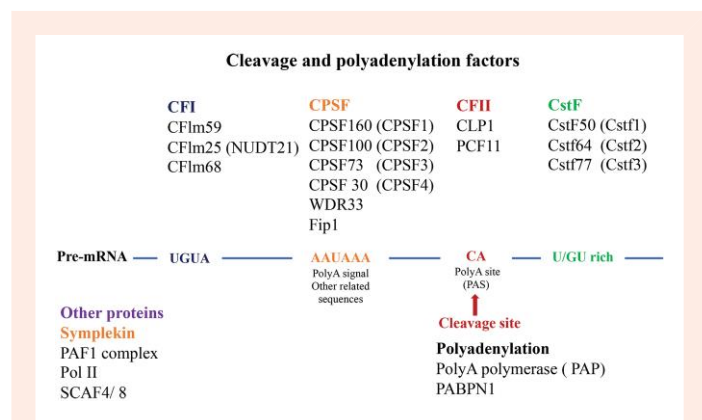 Cleavage and polyadenylation factors
CFI
CFlm59
CFlm25 (NUDT21)
CFlm68
CPSF
CPSF160 (CPSF1)
CPSF100 (CPSF2)
CPSF73 (CPSF3)
CPSF 30 (CPSF4)
WDR33
Fip1
CFII
CLP1
PCF11
CstF
CstF50 (Cstf1)
Cstf64 (Cstf2)
Cstf77 (Cstf3)
Pre-mRNA UGUA AAUAAA CA U/GU rich
PolyA signal
Other related
sequences
PolyA site
(PAS)
Cleavage site
Other proteins
Symplekin
PAF1 complex
Pol II
SCAF4/ 8
Polyadenylation
PolyA polymerase ( PAP)
PABPN1